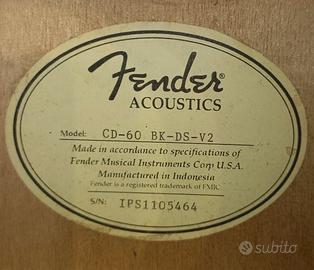 Fender
ACOUSTICS
Model: CD-60 BK-DS-V2
Made in accordance to specifications of
Fender Musical Instruments Corp U.S.A.
Manufactured in Indonesia
Fender is a registered trademark of FMIC
S/N: IPS1105464
subito